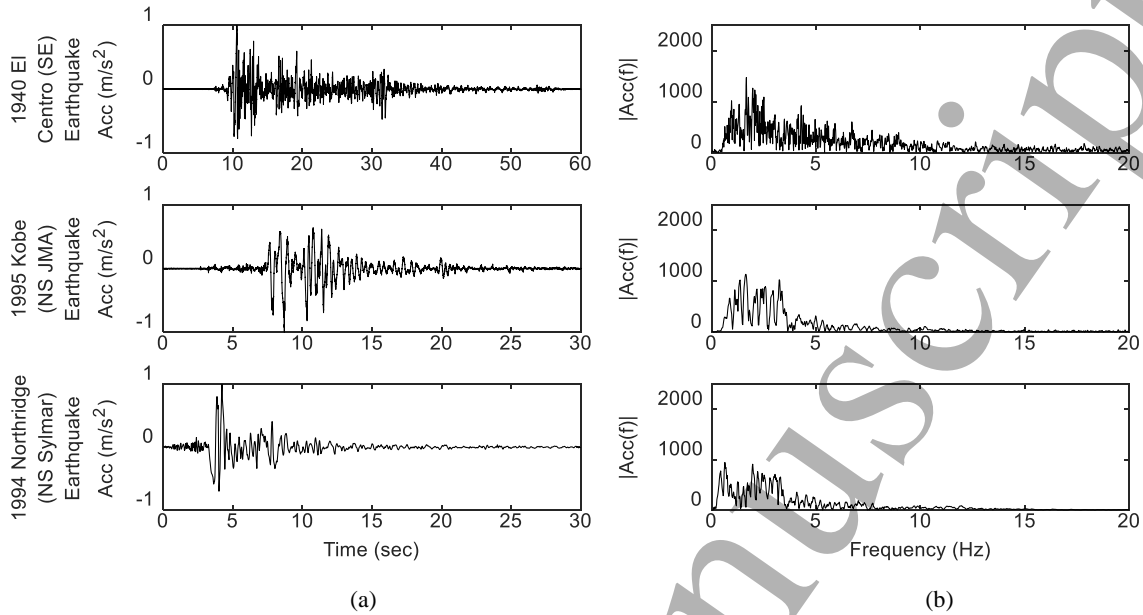 1940 El
Centro (SE)
Earthquake
Acc (m/s2)
1
0
-1
0 10 20 30 40 50 60
|Acc(f)|
2000
1000
0
0 5 10 15 20
1995 Kobe
(NS JMA)
Earthquake
Acc (m/s2)
1
0
-1
0 5 10 15 20 25 30
|Acc(f)|
2000
1000
0
0 5 10 15 20
1994 Northridge
(NS Sylmar)
Earthquake
Acc (m/s2)
1
0
-1
0 5 10 15 20 25 30
Time (sec)
|Acc(f)|
2000
1000
0
0 5 10 15 20
Frequency (Hz)
(a) (b)
nuscrip